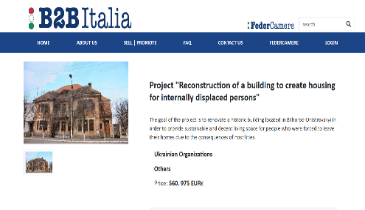 B2B Italia
FederCamere
search
HOME
ABOUT US
SELL | PROMOTE
FAQ
CONTACT US
FEDERCAMERE
LOGIN
Project "Reconstruction of a building to create housing
for internally displaced persons"
The goal of the project is to renovate a historic building located in in
order to provide sustainable and decent living space for people who were forced to leave
their homes due to the consequences of hostilities
Ukrainian Organizations
Others
Price: 560. 975 EURs